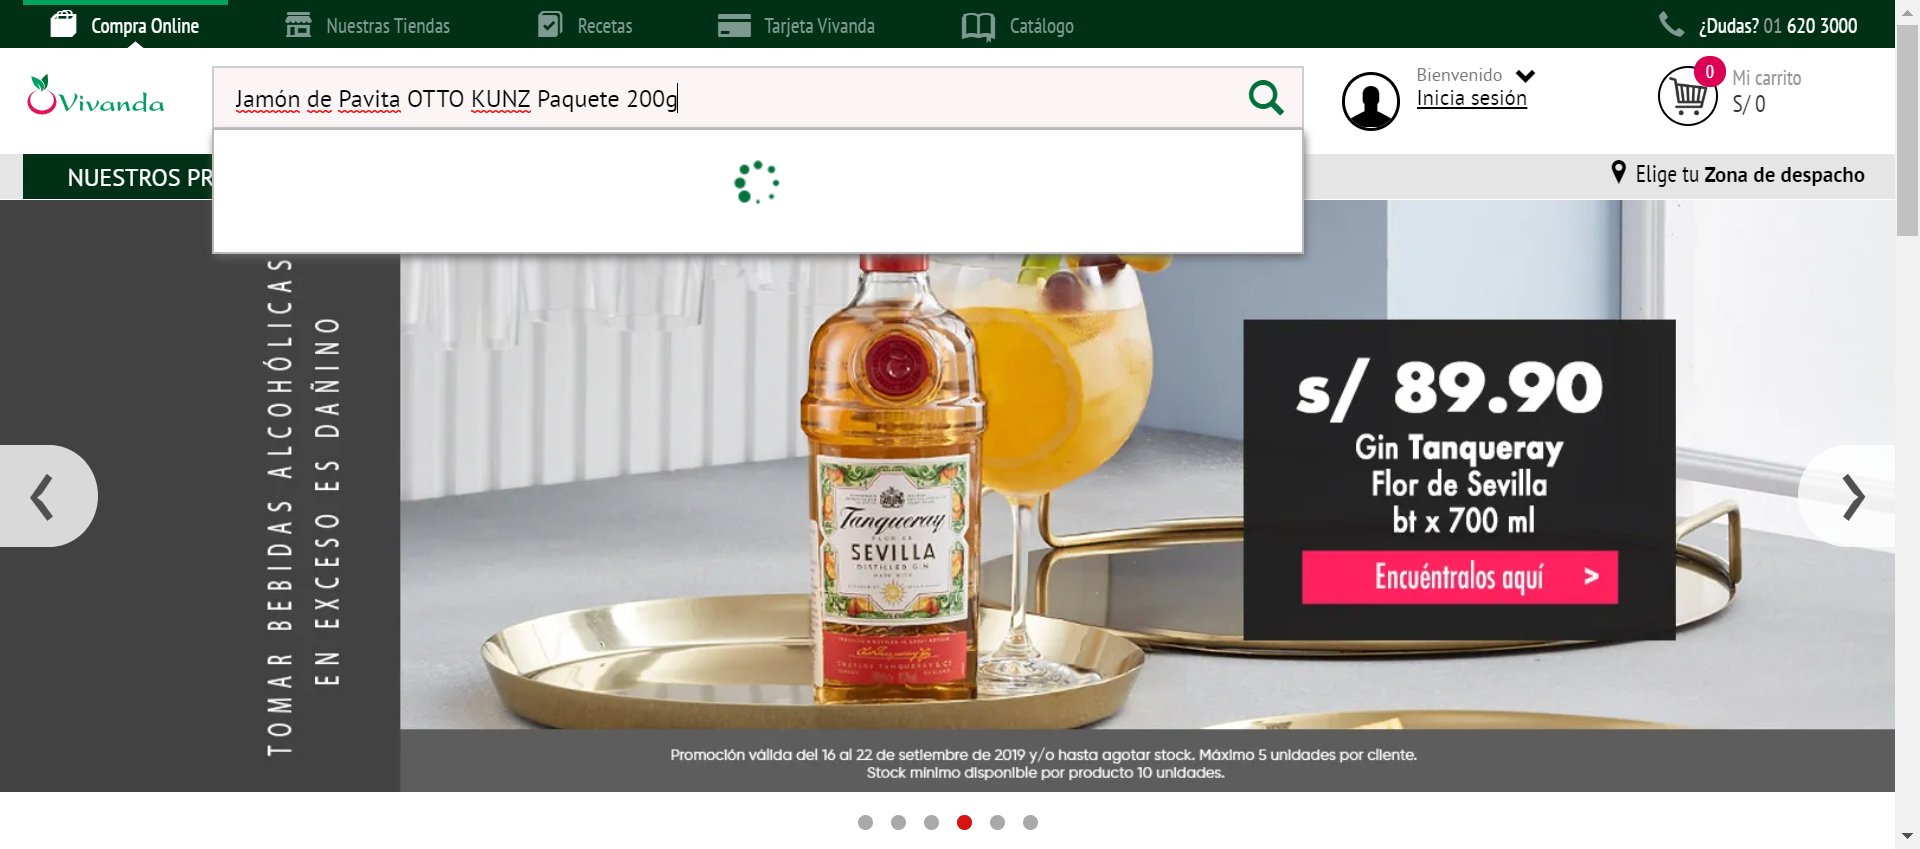 Compra Online
Nuestras Tiendas
Recetas
Tarjeta Vivanda
Catálogo
¿Dudas? 01 620 3000
Vivanda
Jamón de Pavita OTTO KUNZ Paquete 200g
Bienvenido
Inicia sesión
0
Mi carrito
S/ 0
NUESTROS PR
Elige tu Zona de despacho
TOMAR BEBIDAS ALCOHÓLICAS
EN EXCESO ES DAÑINO
Tanqueray
SEVILLA
DISTILLED GIN
s/ 89.90
Gin Tanqueray
Flor de Sevilla
bt x 700 ml
Encuéntralos aquí >
Promoción válida del 16 al 22 de setiembre de 2019 y/o hasta agotar stock. Máximo 5 unidades por cliente.
Stock mínimo disponible por producto 10 unidades.